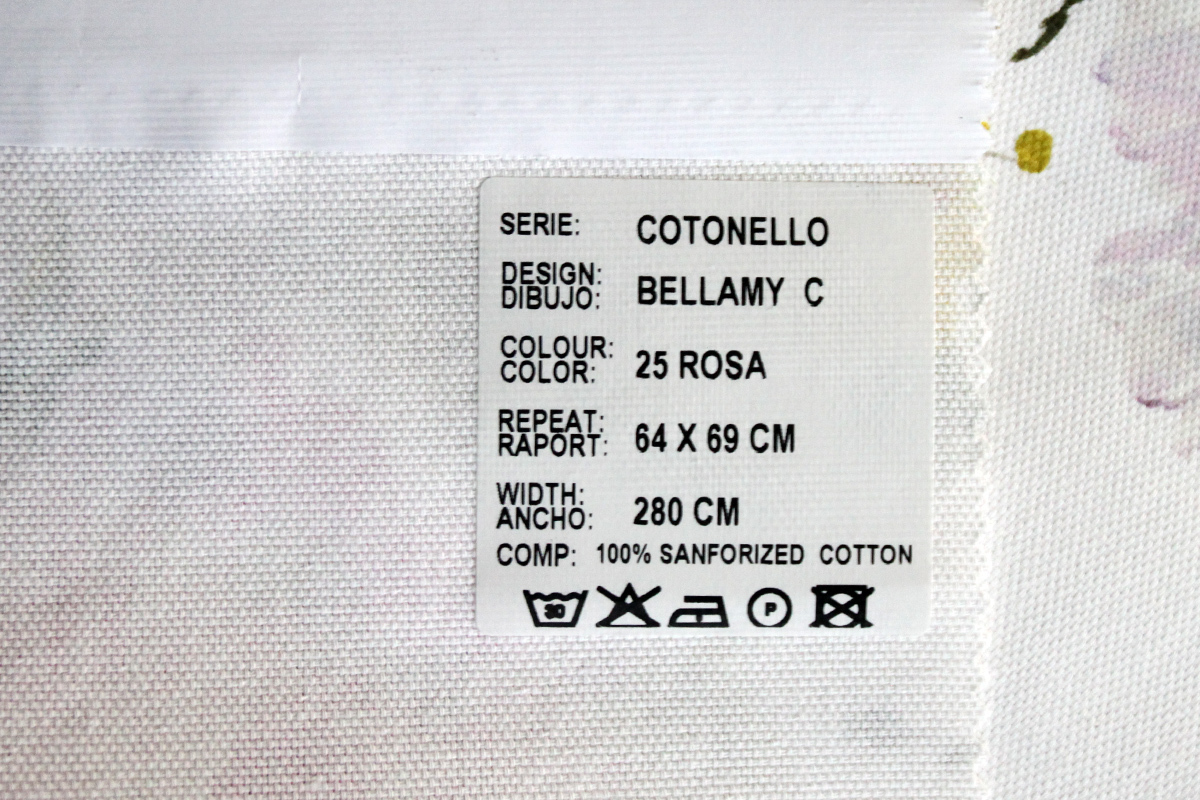 SERIE: COTONELLO
DESIGN:
DIBUJO: BELLAMY C
COLOUR:
COLOR: 25 ROSA
REPEAT:
RAPORT: 64 X 69 CM
WIDTH:
ANCHO: 280 CM
COMP: 100% SANFORIZED COTTON
30 P